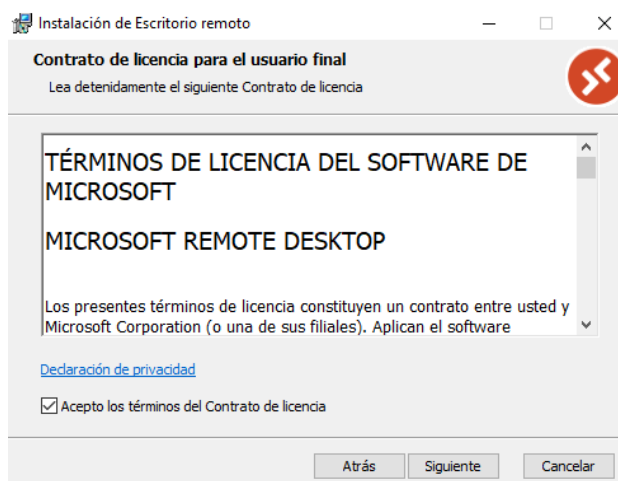 Instalación de Escritorio remoto
Contrato de licencia para el usuario final
Lea detenidamente el siguiente Contrato de licencia
TÉRMINOS DE LICENCIA DEL SOFTWARE DE
MICROSOFT
MICROSOFT REMOTE DESKTOP
Los presentes términos de licencia constituyen un contrato entre usted y
Microsoft Corporation (o una de sus filiales). Aplican el software
Declaración de privacidad
Acepto los términos del Contrato de licencia
Atrás Siguiente Cancelar